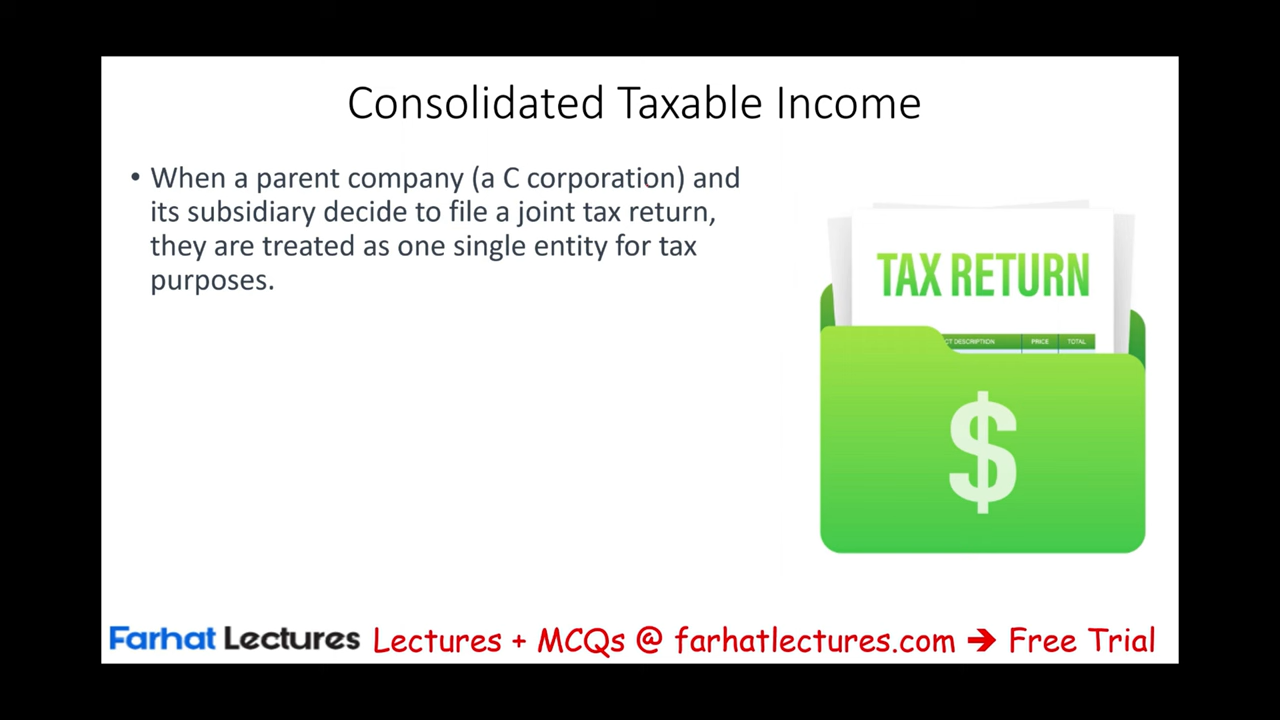 Consolidated Taxable Income
• When a parent company (a C corporation) and
its subsidiary decide to file a joint tax return,
they are treated as one single entity for tax
purposes.
TAX RETURN
CT DESCRIPTION PRICE TOTAL
$
Farhat Lectures Lectures + MCQs @ farhatlectures.com ➔ Free Trial